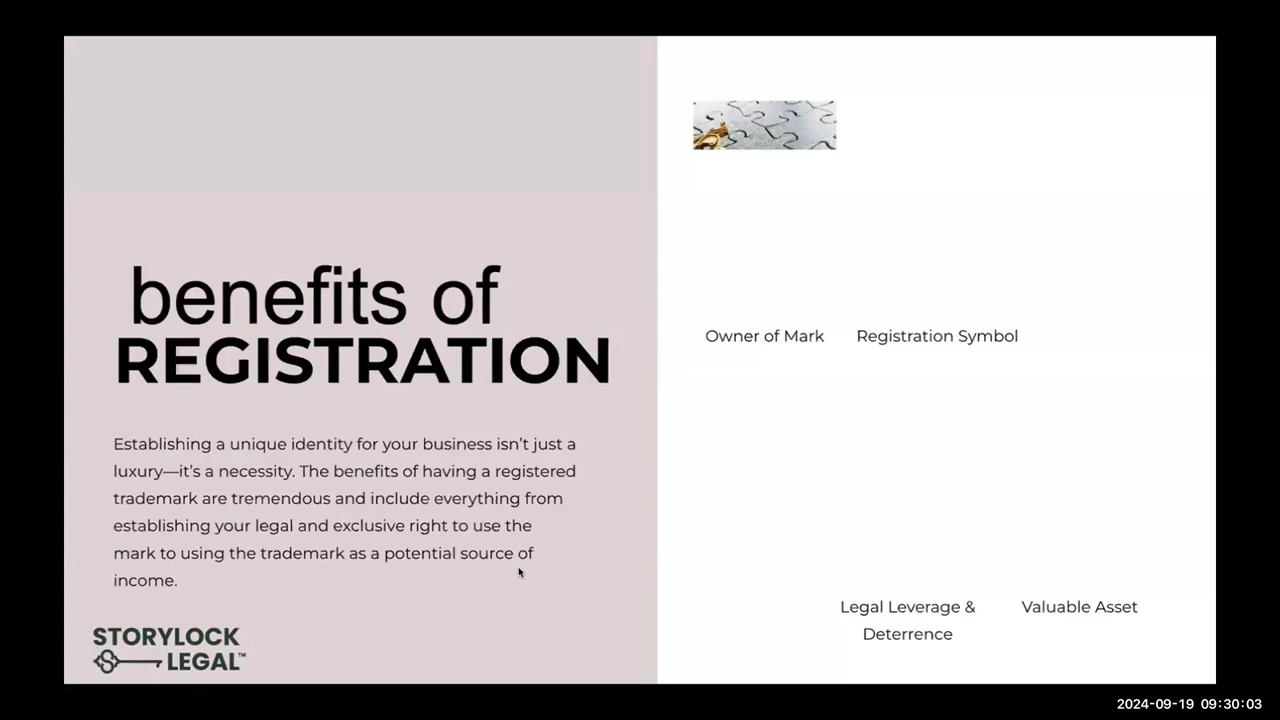 benefits of
REGISTRATION
Establishing a unique identity for your business isn’t just a
luxury—it’s a necessity. The benefits of having a registered
trademark are tremendous and include everything from
establishing your legal and exclusive right to use the
mark to using the trademark as a potential source of
income.
STORYLOCK
LEGAL™
Owner of Mark
Registration Symbol
Legal Leverage &
Deterrence
Valuable Asset
2024-09-19 09:30:03